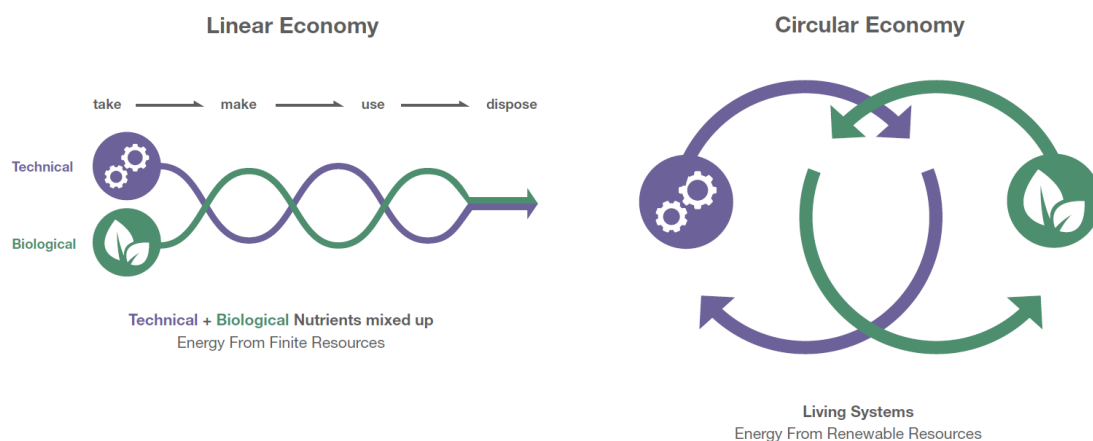 Linear Economy
take make use dispose
Technical
Biological
Technical + Biological Nutrients mixed up
Energy From Finite Resources
Circular Economy
Living Systems
Energy From Renewable Resources